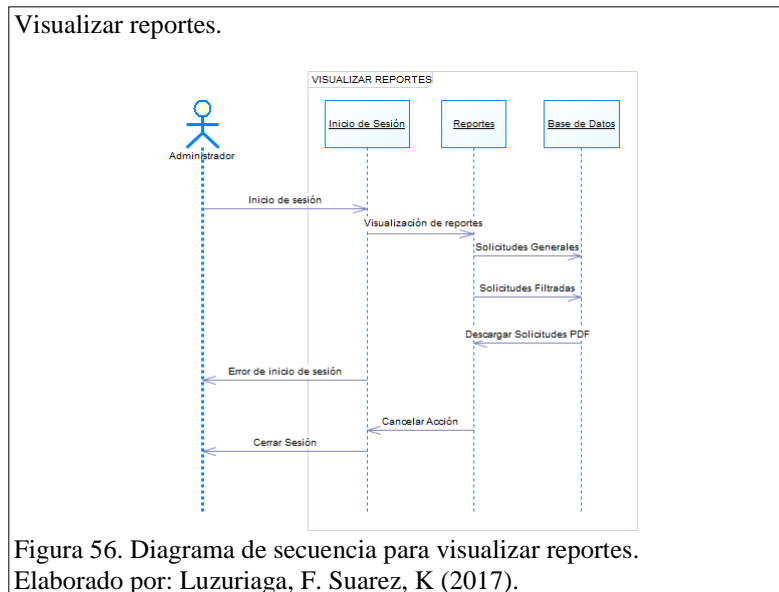 Visualizar reportes.
VISUALIZAR REPORTES
Inicio de Sesión
Reportes
Base de Datos
Administrador
Inicio de sesión
Visualización de reportes
Solicitudes Generales
Solicitudes Filtradas
Descargar Solicitudes PDF
Error de inicio de sesión
Cancelar Acción
Cerrar Sesión
Figura 56. Diagrama de secuencia para visualizar reportes.
Elaborado por: Luzuriaga, F. Suarez, K (2017).